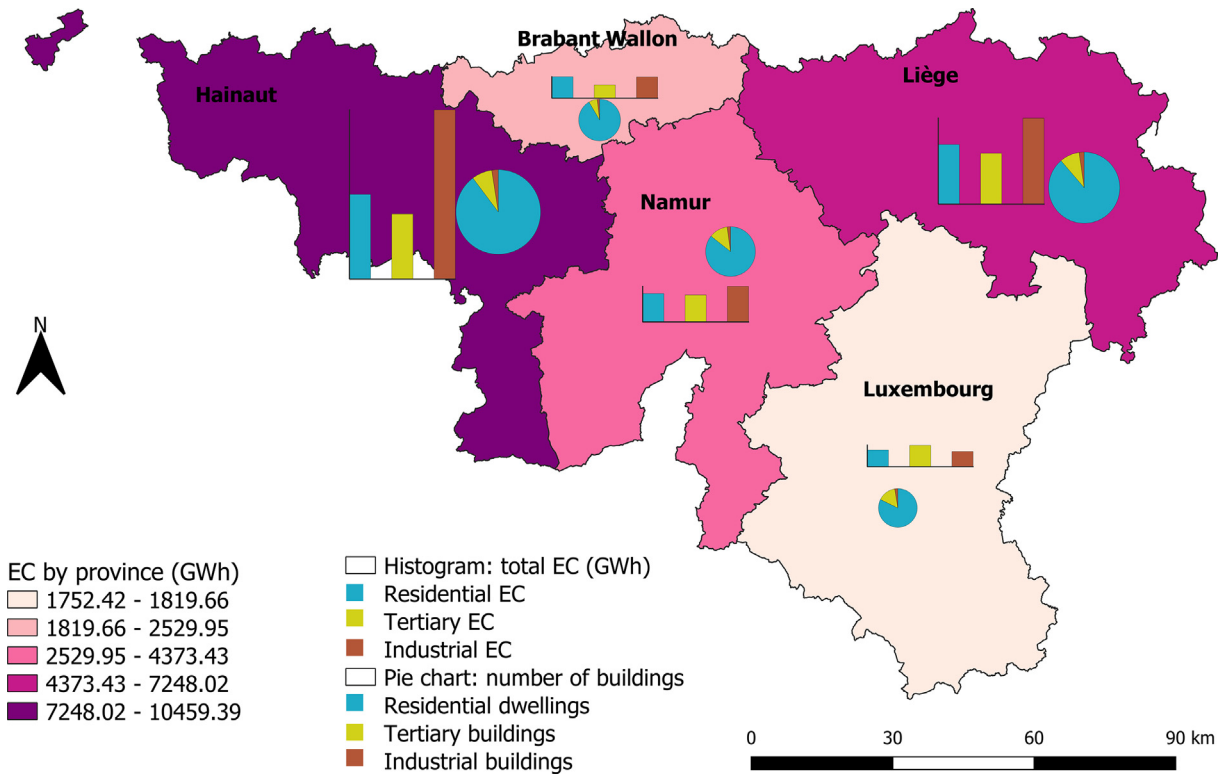 Brabant Wallon
Liège
Hainaut
Namur
N
Luxembourg
EC by province (GWh)
1752.42 - 1819.66
1819.66 - 2529.95
2529.95 - 4373.43
4373.43 - 7248.02
7248.02 - 10459.39
Histogram: total EC (GWh)
Residential EC
Tertiary EC
Industrial EC
Pie chart: number of buildings
Residential dwellings
Tertiary buildings
Industrial buildings
0 30 60 90 km